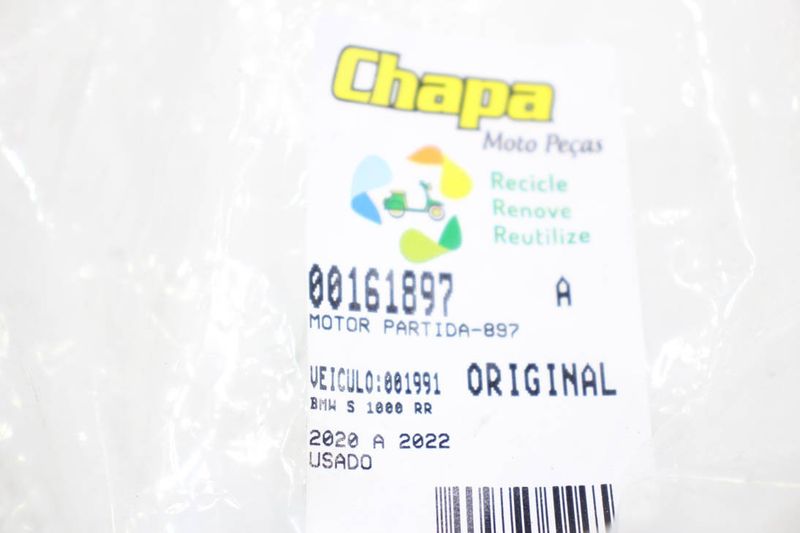 Chapa
Moto Peças
Recicle
Renove
Reutilize
00161897 A
MOTOR PARTIDA-897
VEICULO:001991 ORIGINAL
BMW S 1000 RR
2020 A 2022
USADO